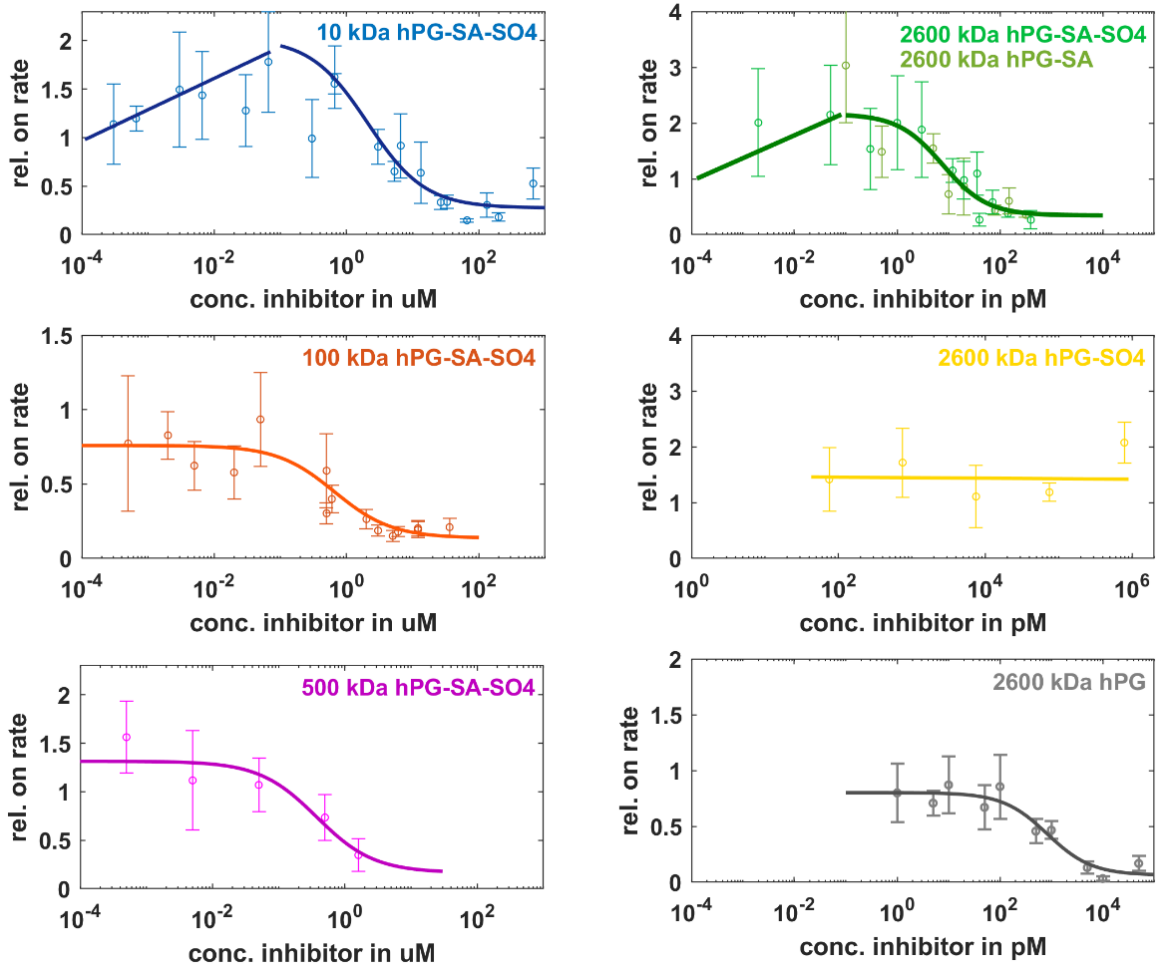 10 kDa hPG-SA-SO4
rel. on rate
2
1.5
1
0.5
0
10^-4 10^-2 10^0 10^2
conc. inhibitor in uM
2600 kDa hPG-SA-SO4
2600 kDa hPG-SA
rel. on rate
4
3
2
1
0
10^-4 10^-2 10^0 10^2 10^4
conc. inhibitor in pM
100 kDa hPG-SA-SO4
rel. on rate
1.5
1
0.5
0
10^-4 10^-2 10^0 10^2
conc. inhibitor in uM
2600 kDa hPG-SO4
rel. on rate
4
3
2
1
0
10^0 10^2 10^4 10^6
conc. inhibitor in pM
500 kDa hPG-SA-SO4
rel. on rate
2
1.5
1
0.5
0
10^-4 10^-2 10^0 10^2
conc. inhibitor in uM
2600 kDa hPG
rel. on rate
2
1.5
1
0.5
0
10^-4 10^-2 10^0 10^2 10^4
conc. inhibitor in pM